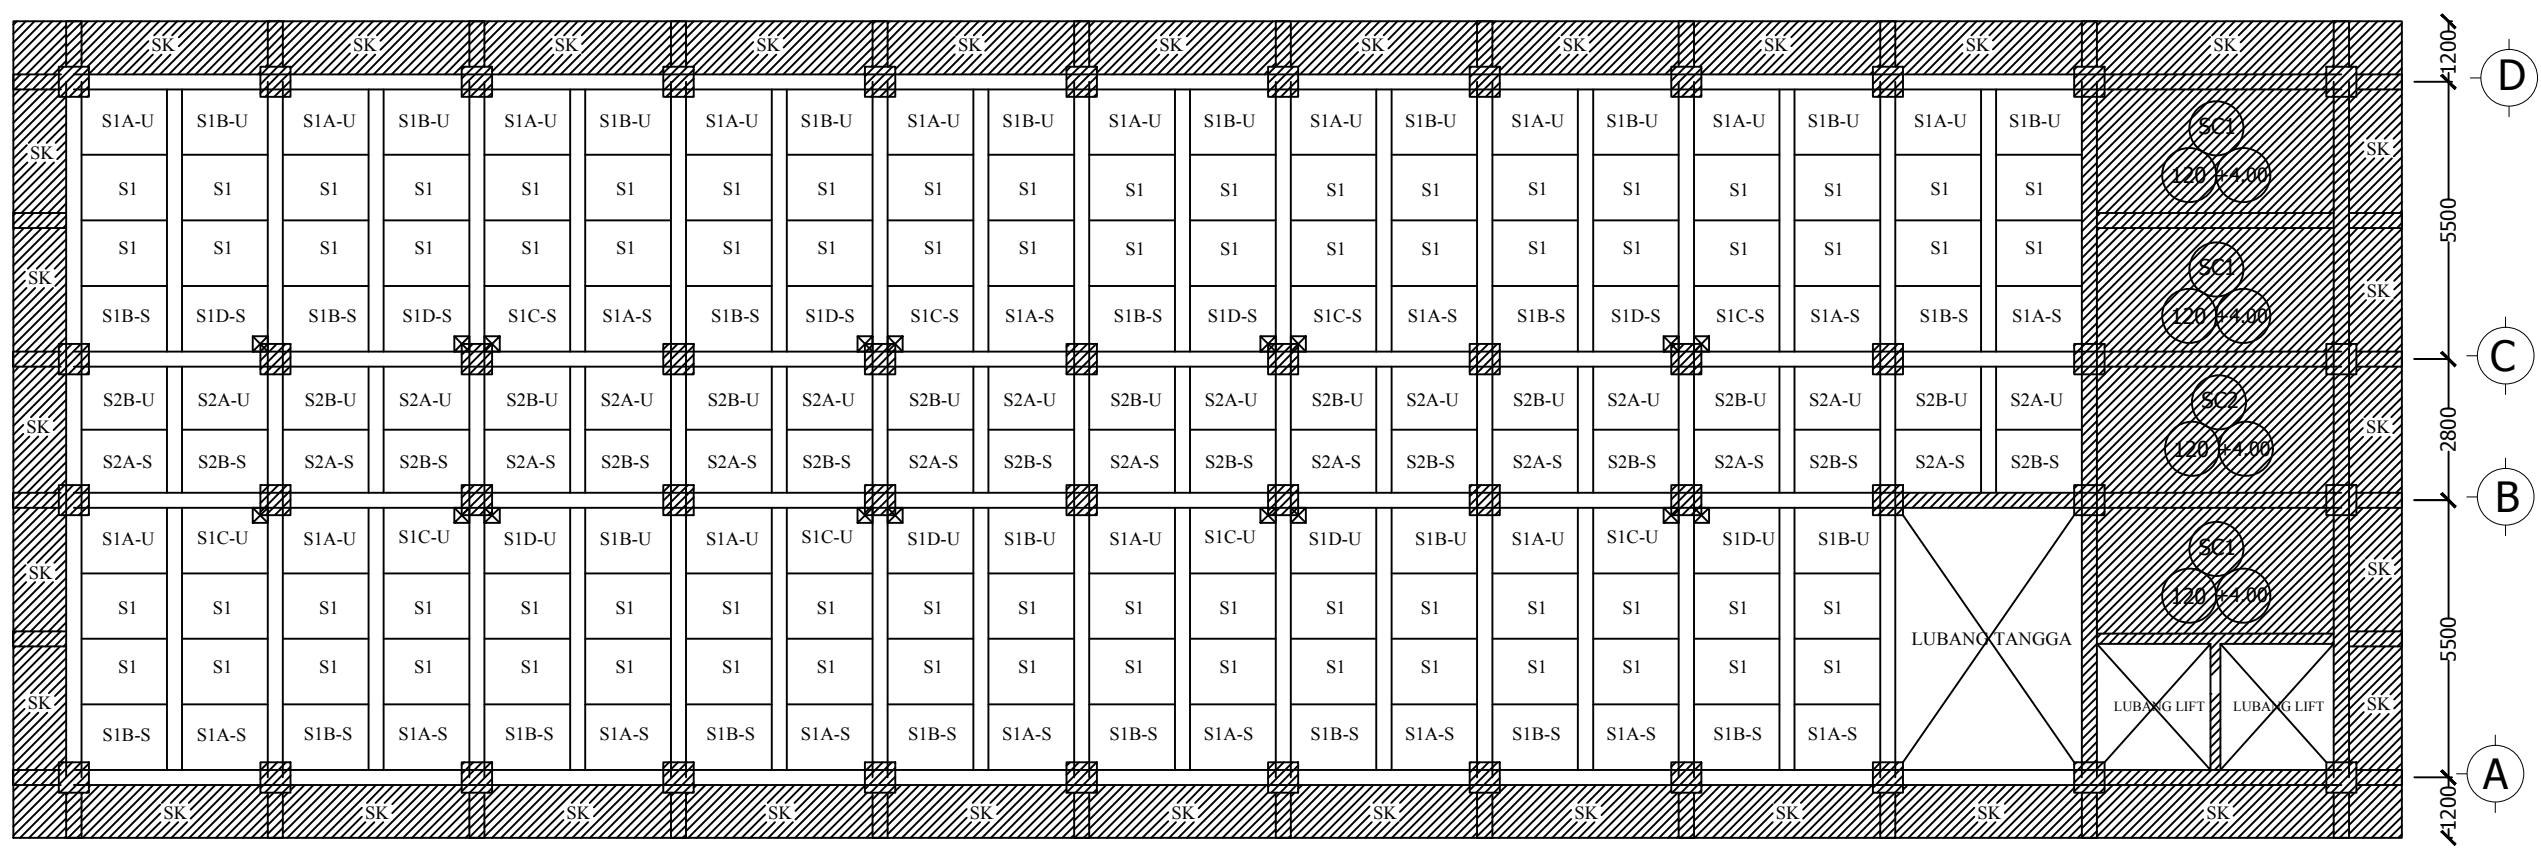 SK SK SK SK SK SK SK SK SK SK SK
1200
D
S1A-U S1B-U S1A-U S1B-U S1A-U S1B-U S1A-U S1B-U S1A-U S1B-U S1A-U S1B-U S1A-U S1B-U S1A-U S1B-U S1A-U S1B-U S1A-U S1B-U
SC1
SK SK
120 +4.00
S1 S1 S1 S1 S1 S1 S1 S1 S1 S1 S1 S1 S1 S1 S1 S1 S1 S1 S1 S1
5500
S1 S1 S1 S1 S1 S1 S1 S1 S1 S1 S1 S1 S1 S1 S1 S1 S1 S1 S1 S1
SC1
SK SK
S1B-S S1D-S S1B-S S1D-S S1C-S S1A-S S1B-S S1D-S S1C-S S1A-S S1B-S S1D-S S1C-S S1A-S S1B-S S1D-S S1C-S S1A-S S1B-S S1A-S
120 +4.00
C
S2B-U S2A-U S2B-U S2A-U S2B-U S2A-U S2B-U S2A-U S2B-U S2A-U S2B-U S2A-U S2B-U S2A-U S2B-U S2A-U S2B-U S2A-U S2B-U S2A-U
SC2
SK SK
2800
120 +4.00
S2A-S S2B-S S2A-S S2B-S S2A-S S2B-S S2A-S S2B-S S2A-S S2B-S S2A-S S2B-S S2A-S S2B-S S2A-S S2B-S S2A-S S2B-S S2A-S S2B-S
B
S1A-U S1C-U S1A-U S1C-U S1D-U S1B-U S1A-U S1C-U S1D-U S1B-U S1A-U S1C-U S1D-U S1B-U S1A-U S1C-U S1D-U S1B-U
SC1
SK SK
120 +4.00
S1 S1 S1 S1 S1 S1 S1 S1 S1 S1 S1 S1 S1 S1 S1 S1 S1 S1
LUBANG TANGGA
5500
S1 S1 S1 S1 S1 S1 S1 S1 S1 S1 S1 S1 S1 S1 S1 S1 S1 S1
SK SK
LUBANG LIFT LUBANG LIFT
S1B-S S1A-S S1B-S S1A-S S1B-S S1A-S S1B-S S1A-S S1B-S S1A-S S1B-S S1A-S S1B-S S1A-S S1B-S S1A-S S1B-S S1A-S
A
SK SK SK SK SK SK SK SK SK SK SK
1200